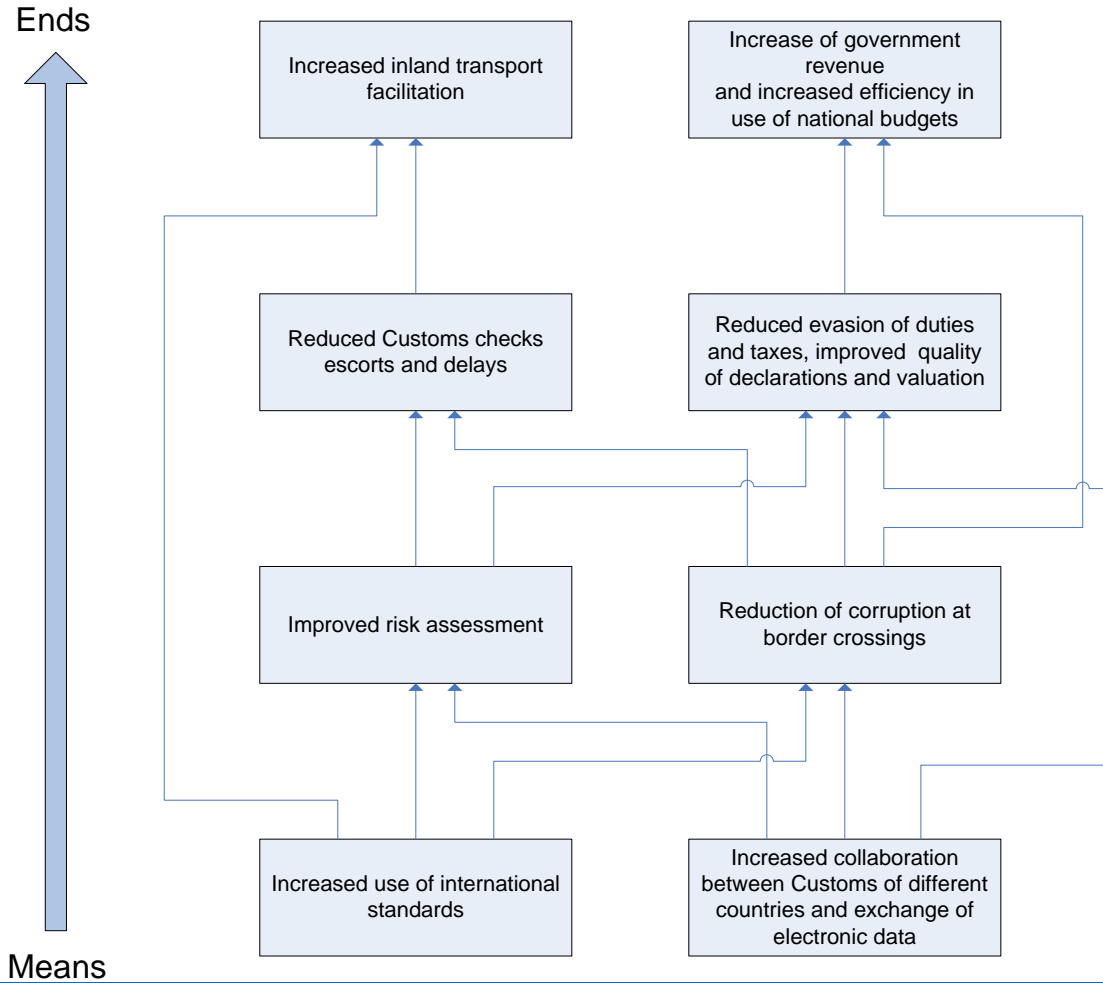 Ends
Increased inland transport
facilitation
Increase of government
revenue
and increased efficiency in
use of national budgets
Reduced Customs checks
escorts and delays
Reduced evasion of duties
and taxes, improved quality
of declarations and valuation
Improved risk assessment
Reduction of corruption at
border crossings
Increased use of international
standards
Increased collaboration
between Customs of different
countries and exchange of
electronic data
Means